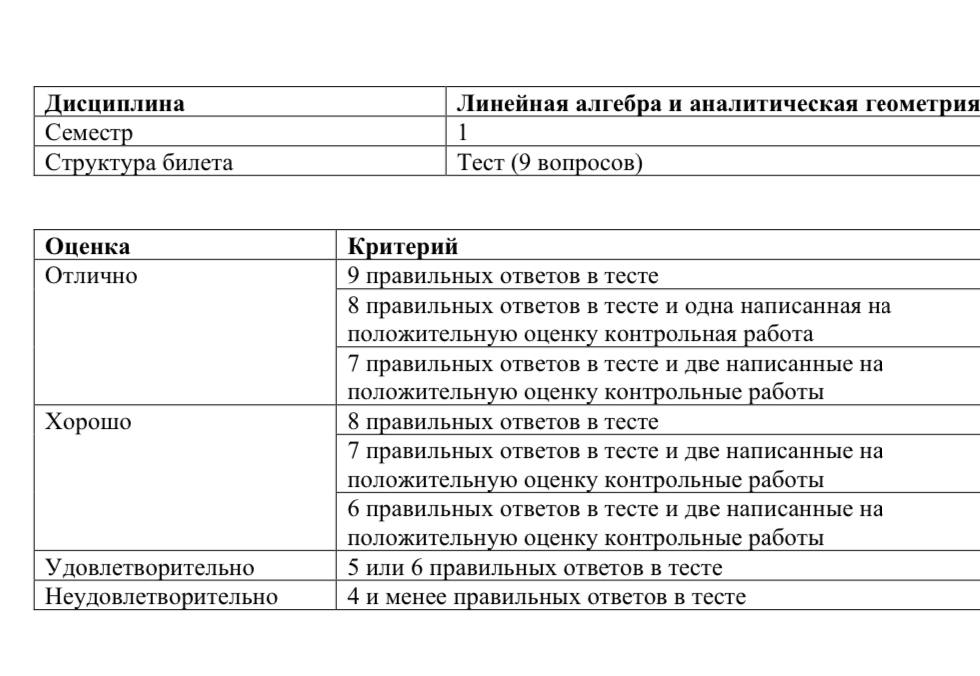 Дисциплина Линейная алгебра и аналитическая геометрия
Семестр 1
Структура билета Тест (9 вопросов)
Оценка Критерий
Отлично 9 правильных ответов в тесте
8 правильных ответов в тесте и одна написанная на
положительную оценку контрольная работа
7 правильных ответов в тесте и две написанные на
положительную оценку контрольные работы
Хорошо 8 правильных ответов в тесте
7 правильных ответов в тесте и две написанные на
положительную оценку контрольные работы
6 правильных ответов в тесте и две написанные на
положительную оценку контрольные работы
Удовлетворительно 5 или 6 правильных ответов в тесте
Неудовлетворительно 4 и менее правильных ответов в тесте